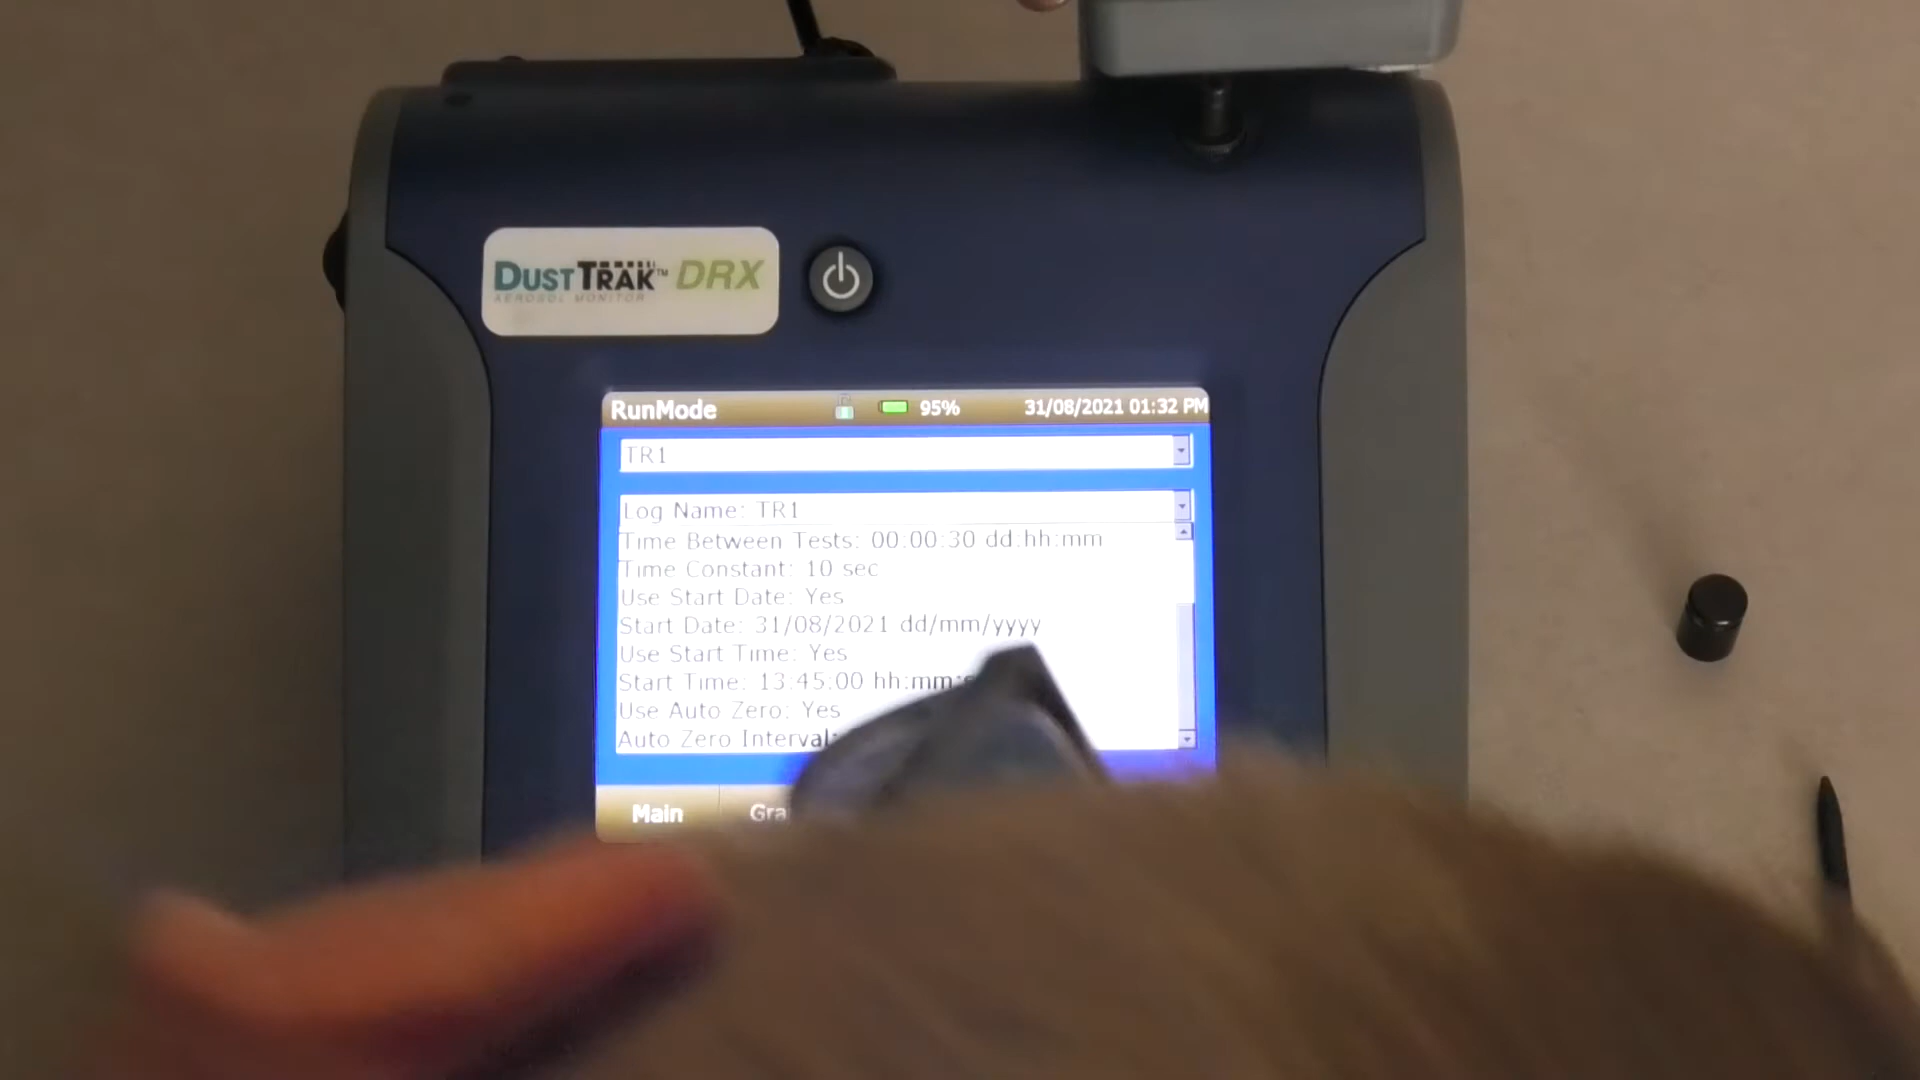 DUSTTRAK™ DRX
AEROSOL MONITOR
RunMode 95% 31/08/2021 01:32 PM
TR1
Log Name: TR1
Time Between Tests: 00:00:30 dd:hh:mm
Time Constant: 10 sec
Use Start Date: Yes
Start Date: 31/08/2021 dd/mm/yyyy
Use Start Time: Yes
Start Time: 13:45:00 hh:mm:
Use Auto Zero: Yes
Auto Zero Interval:
Main Gra